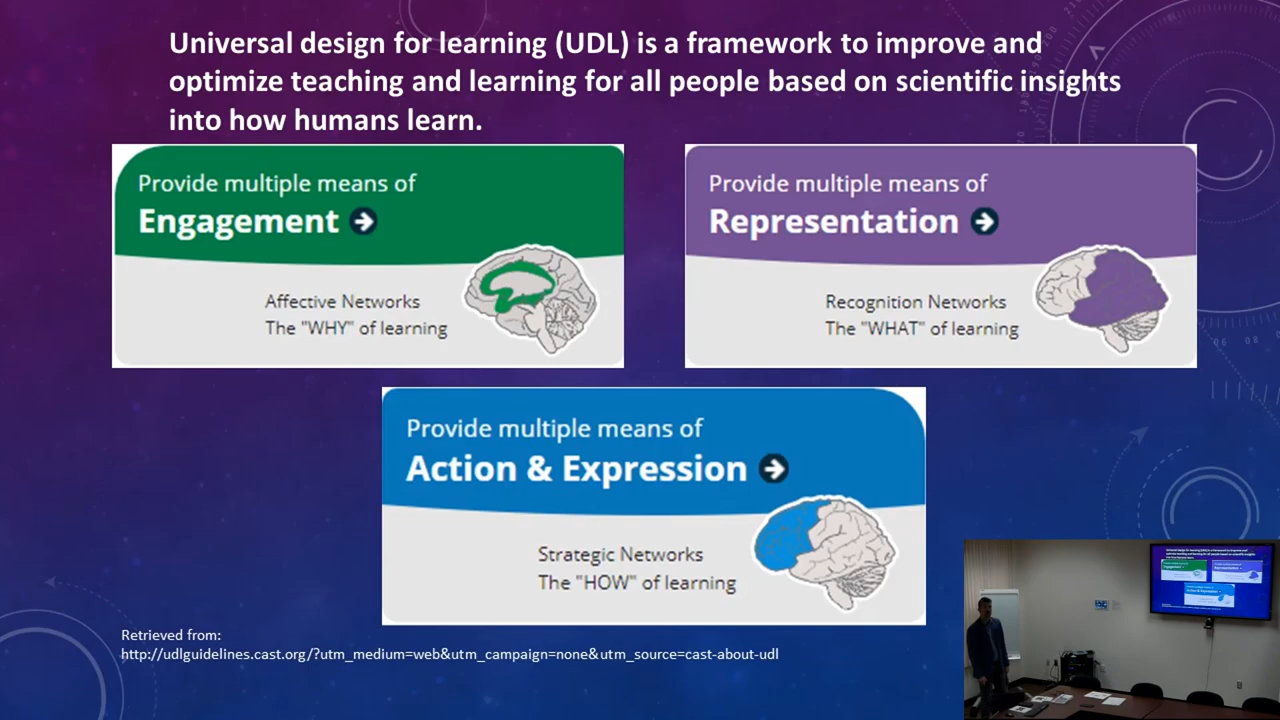 Universal design for learning (UDL) is a framework to improve and
optimize teaching and learning for all people based on scientific insights
into how humans learn.
Provide multiple means of
Engagement
Affective Networks
The "WHY" of learning
Provide multiple means of
Representation
Recognition Networks
The "WHAT" of learning
Provide multiple means of
Action & Expression
Strategic Networks
The "HOW" of learning
Retrieved from:
http://udlguidelines.cast.org/?utm_medium=web&utm_campaign=none&utm_source=cast-about-udl